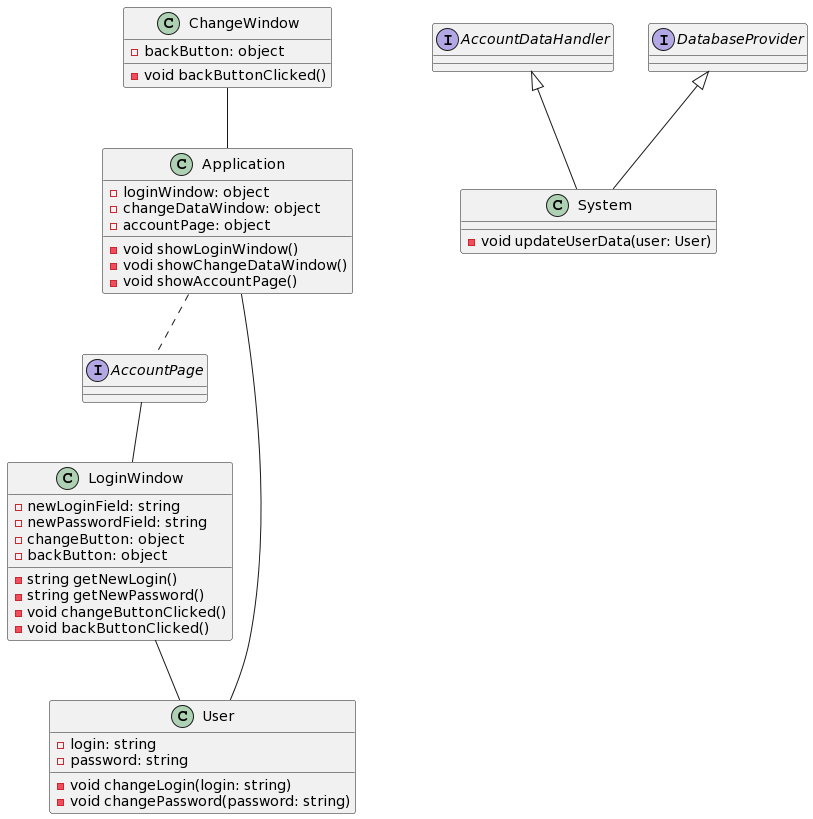 C ChangeWindow
backButton: object
void backButtonClicked()
I AccountDataHandler
I DatabaseProvider
C Application
loginWindow: object
changeDataWindow: object
accountPage: object
void showLoginWindow()
vodi showChangeDataWindow()
void showAccountPage()
C System
void updateUserData(user: User)
I AccountPage
C LoginWindow
newLoginField: string
newPasswordField: string
changeButton: object
backButton: object
string getNewLogin()
string getNewPassword()
void changeButtonClicked()
void backButtonClicked()
C User
login: string
password: string
void changeLogin(login: string)
void changePassword(password: string)